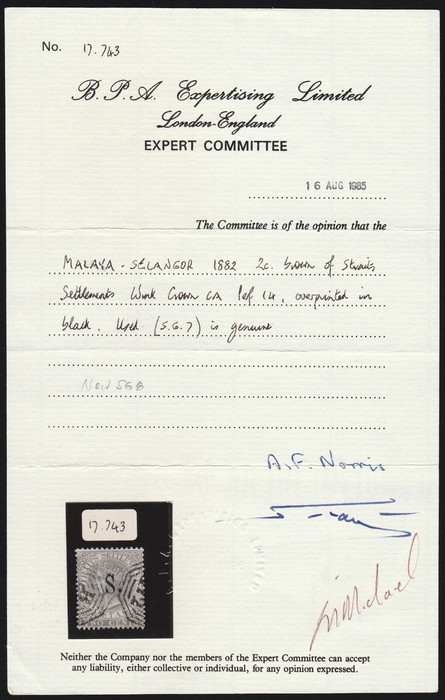 No. 17.743
B.P.A. Expertising Limited
London-England
EXPERT COMMITTEE
16 AUG 1985
The Committee is of the opinion that the
MALAYA - SELANGOR 1882 2c. brown of Straits
Settlements Wmk Crown CA Perf 14, overprinted in
black. Used (S.G.7) is genuine
Now SG8
A.F. Norris
17.743
S
TWO CENTS
Neither the Company nor the members of the Expert Committee can accept
any liability, either collective or individual, for any opinion expressed.